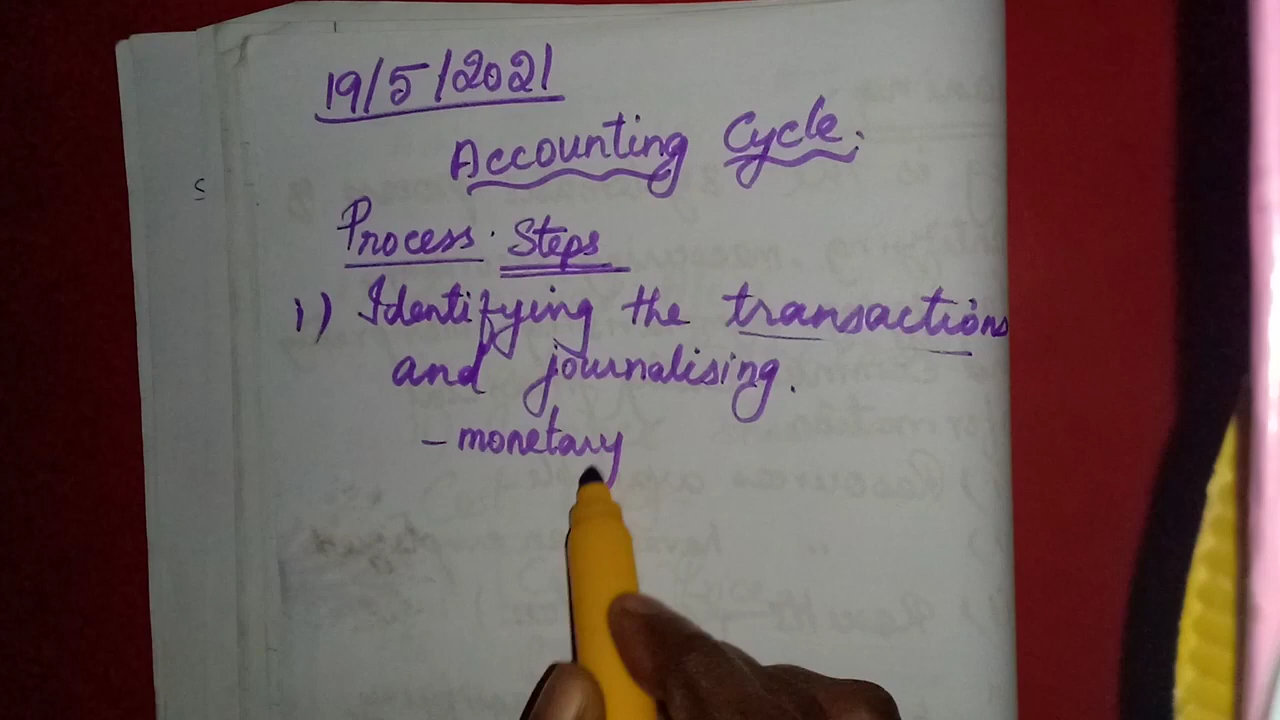 19/5/2021
Accounting Cycle.
Process. Steps
1) Identifying the transactions
and journalising.
- monetary